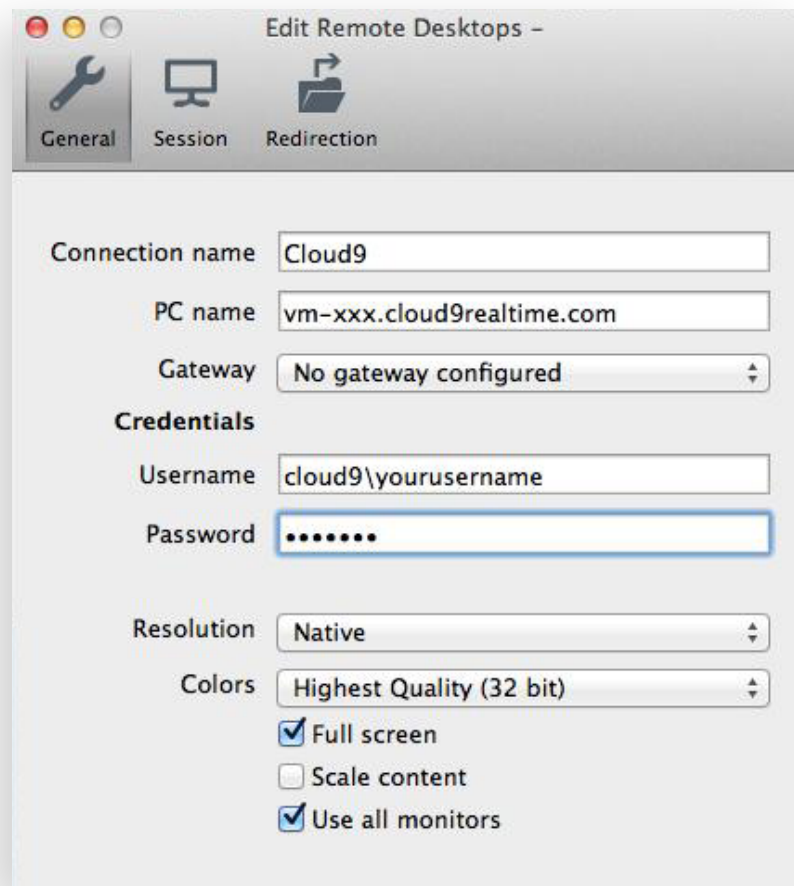 Edit Remote Desktops –
General Session Redirection
Connection name Cloud9
PC name vm-xxx.cloud9realtime.com
Gateway No gateway configured
Credentials
Username cloud9\yourusername
Password •••••••
Resolution Native
Colors Highest Quality (32 bit)
Full screen
Scale content
Use all monitors